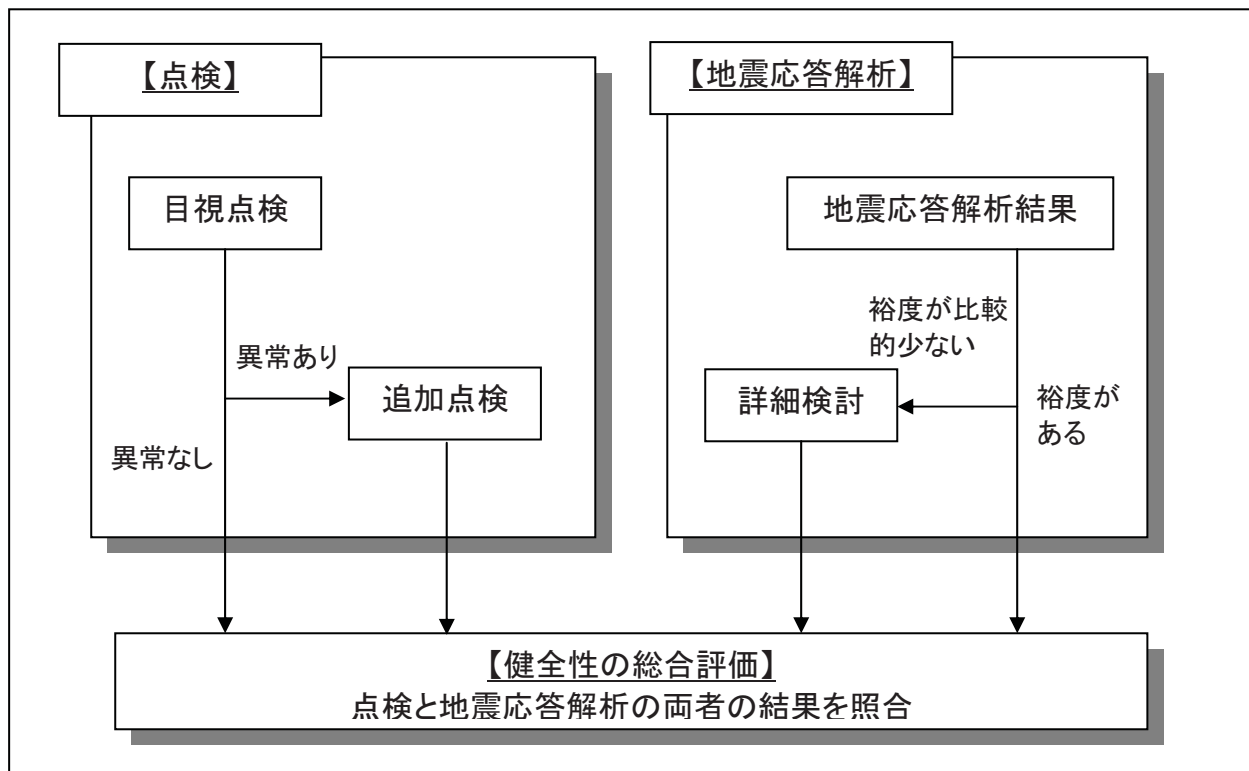 【点検】
目視点検
異常あり
追加点検
異常なし
【地震応答解析】
地震応答解析結果
裕度が比較
的少ない
詳細検討
裕度が
ある
【健全性の総合評価】
点検と地震応答解析の両者の結果を照合